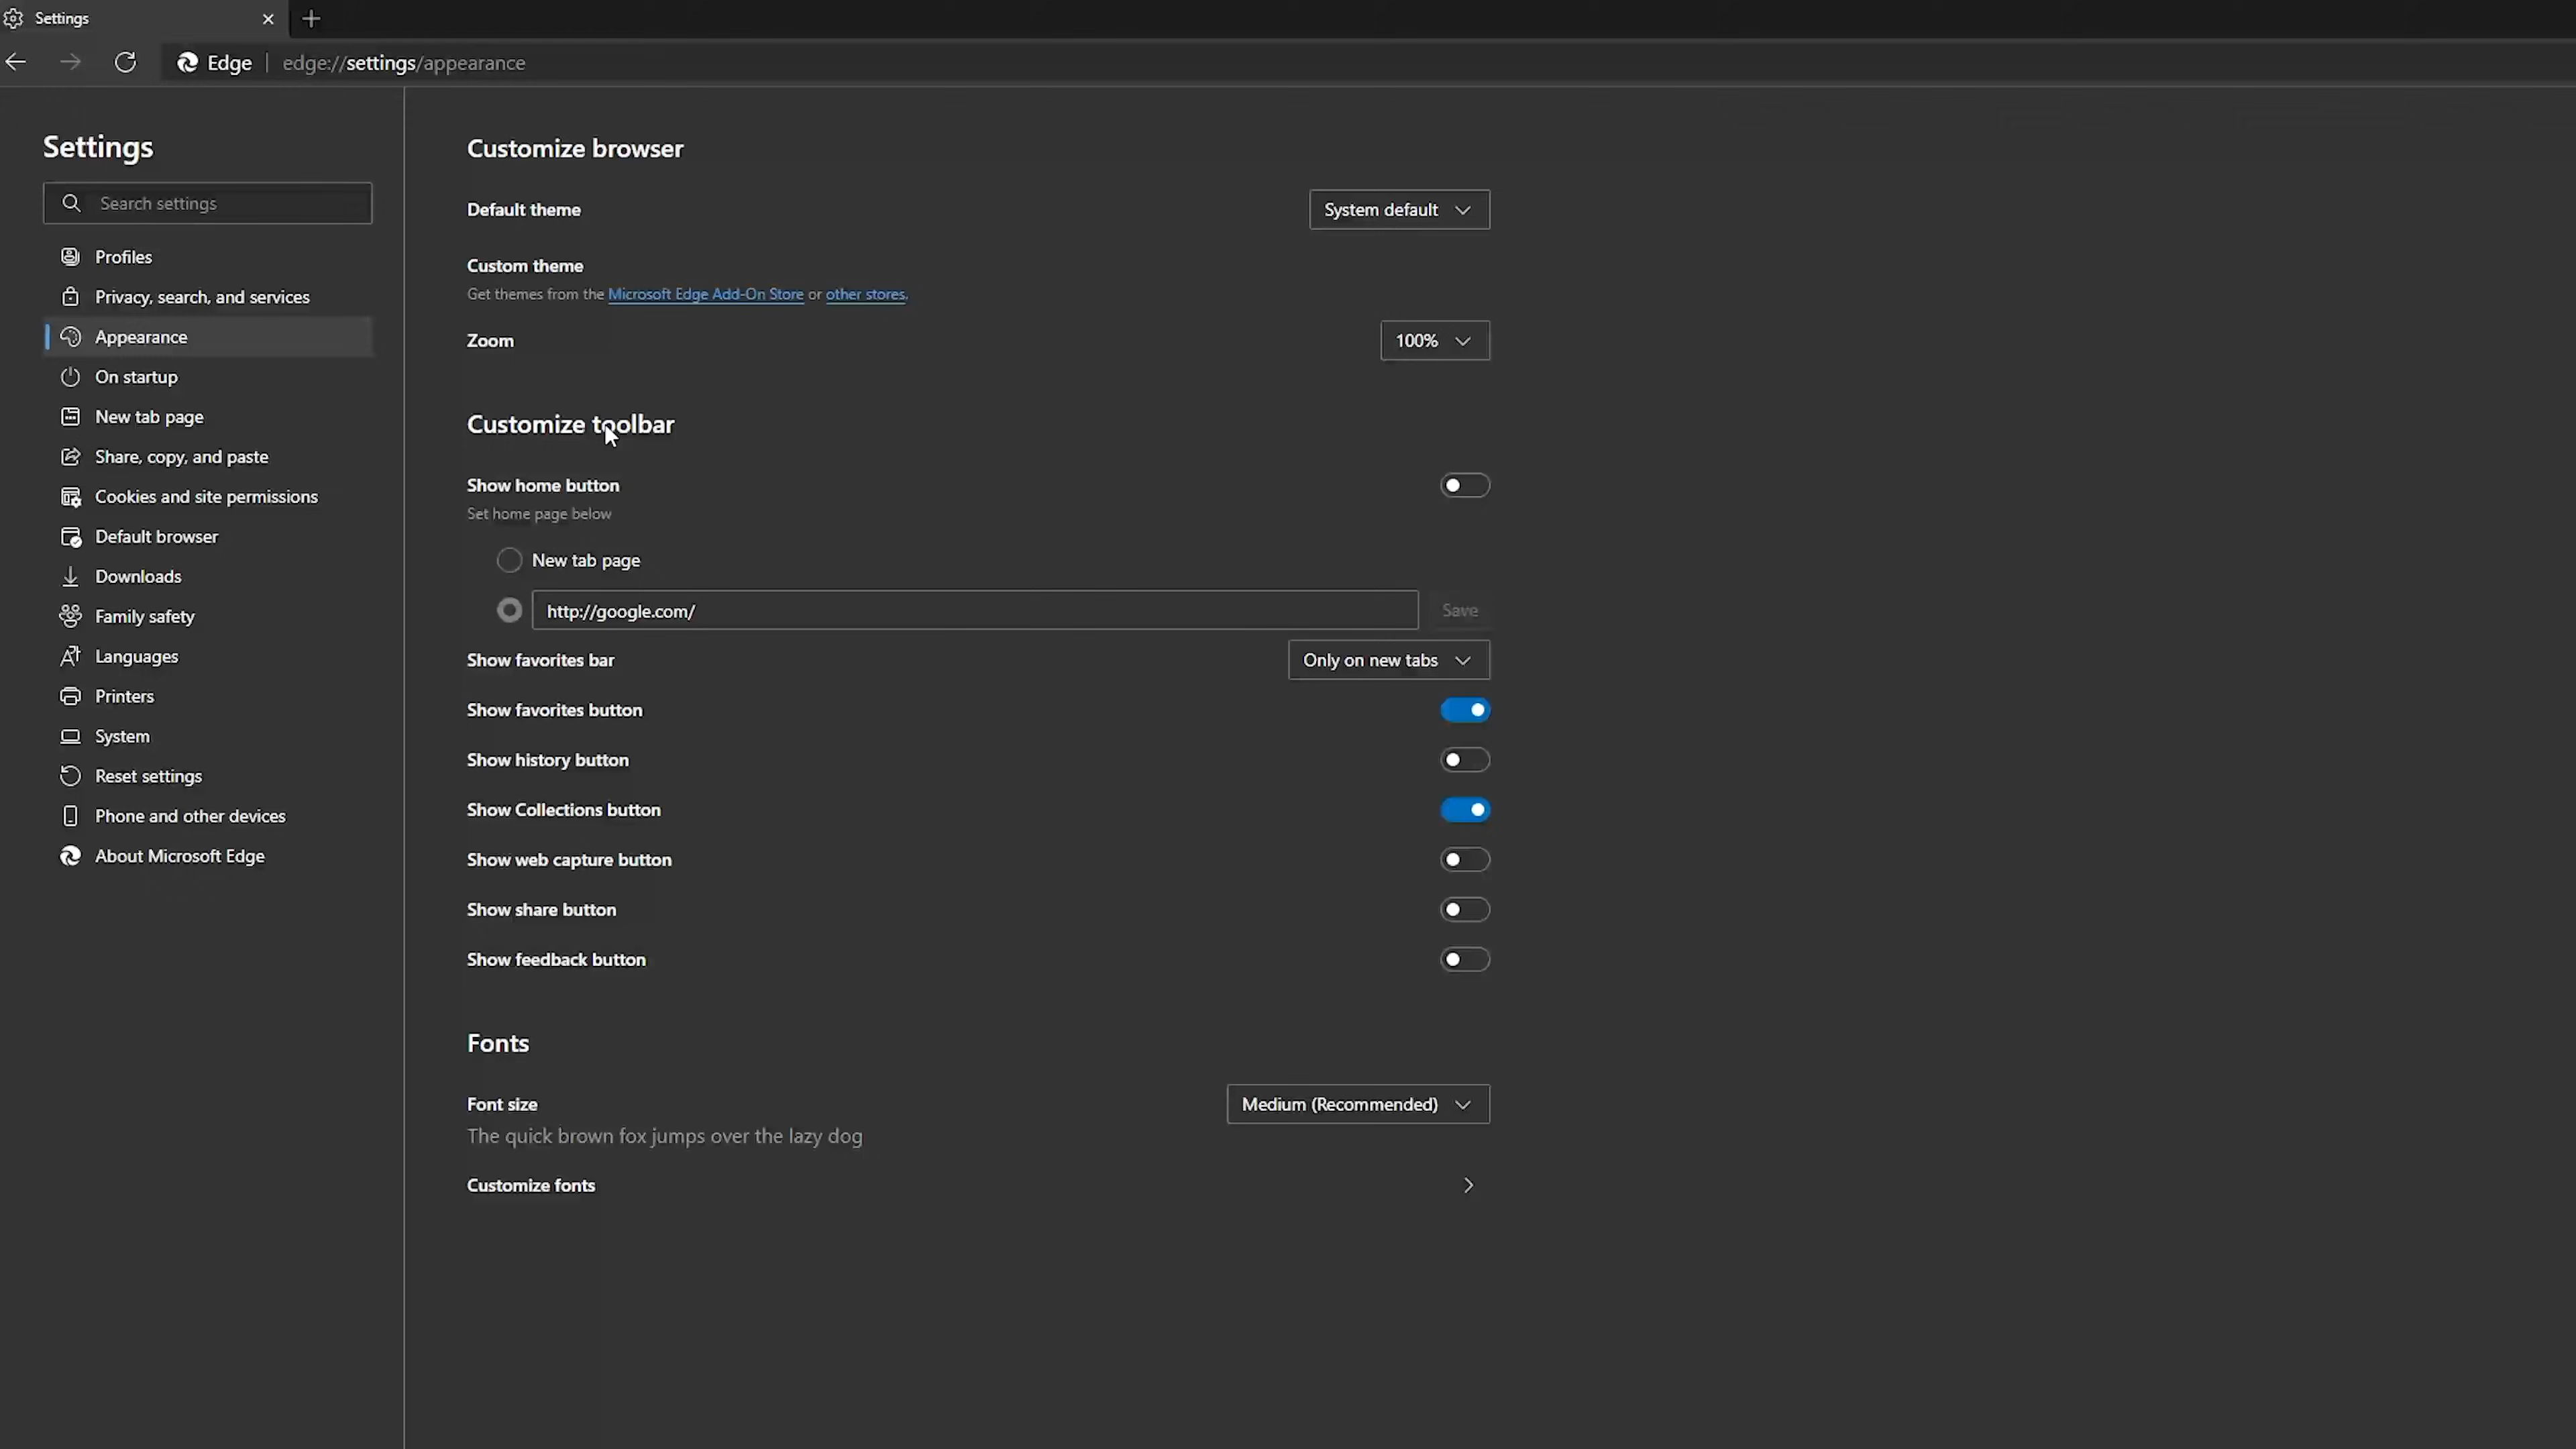 Settings
Edge | edge://settings/appearance
Settings
Search settings
Profiles
Privacy, search, and services
Appearance
On startup
New tab page
Share, copy, and paste
Cookies and site permissions
Default browser
Downloads
Family safety
Languages
Printers
System
Reset settings
Phone and other devices
About Microsoft Edge
Customize browser
Default theme
System default
Custom theme
Get themes from the Microsoft Edge Add-On Store or other stores.
Zoom
100%
Customize toolbar
Show home button
Set home page below
New tab page
http://google.com/
Save
Show favorites bar
Only on new tabs
Show favorites button
Show history button
Show Collections button
Show web capture button
Show share button
Show feedback button
Fonts
Font size
Medium (Recommended)
The quick brown fox jumps over the lazy dog
Customize fonts